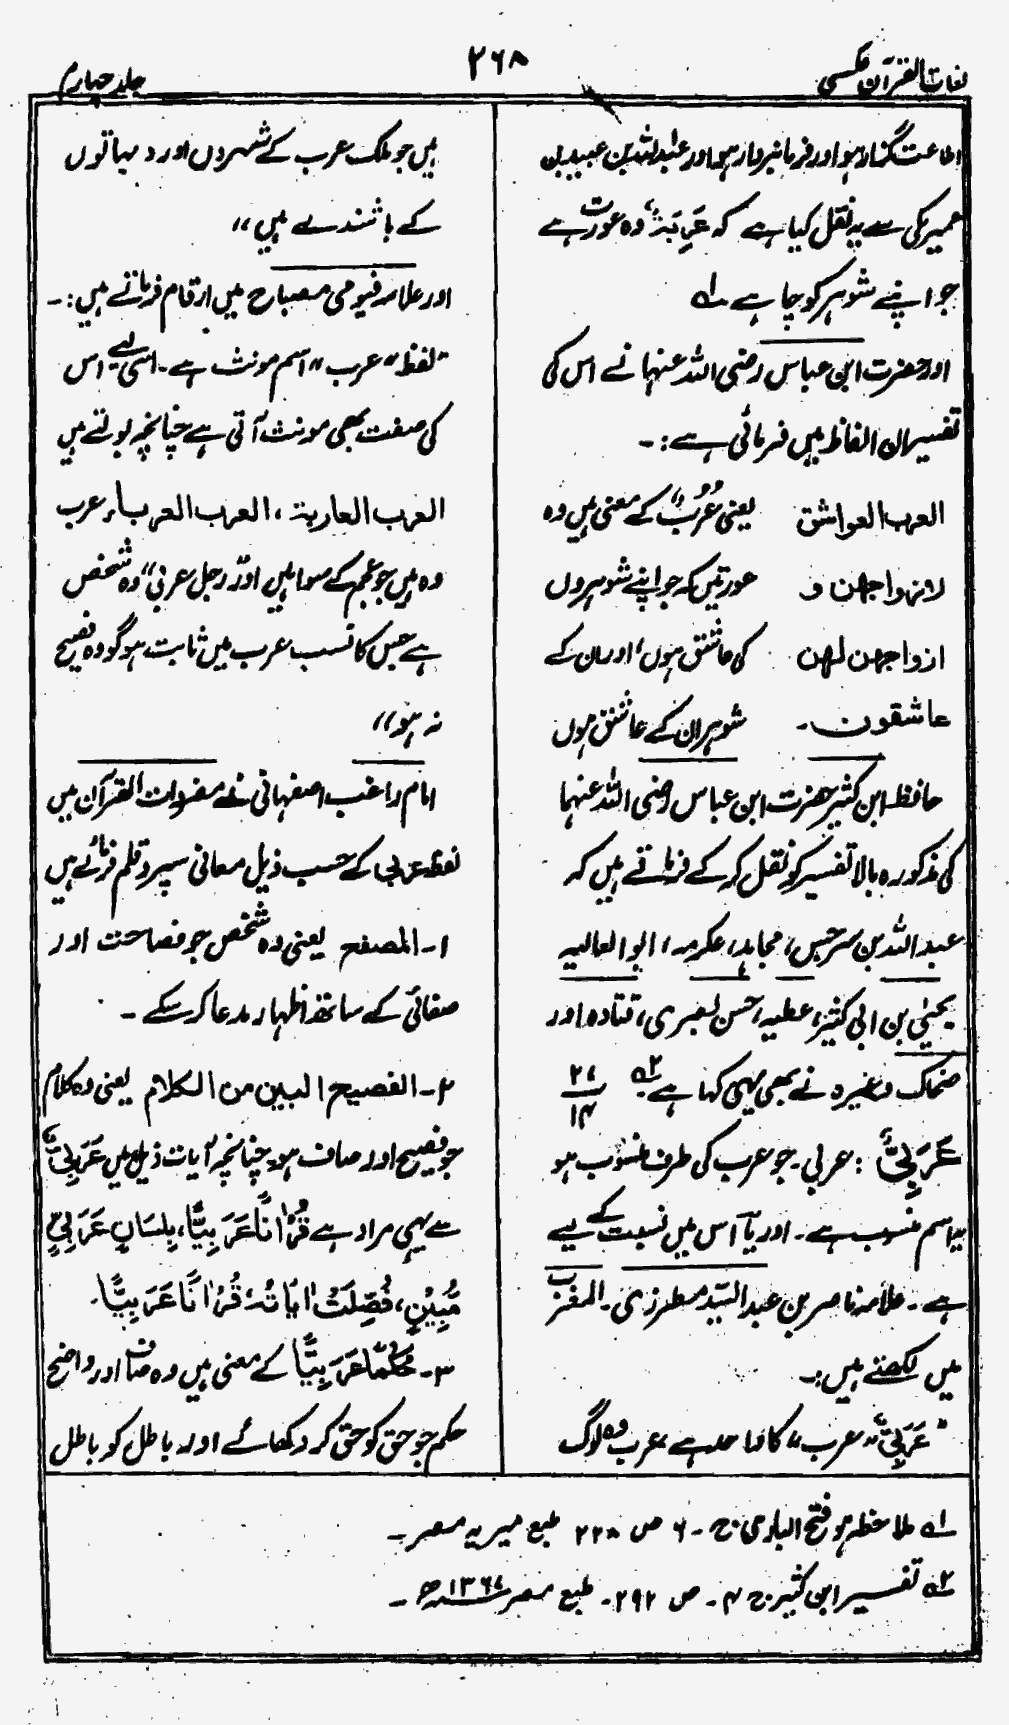 لغات القرآن عکسی
۲۶۸
جلد چہارم
اطاعت گذار ہو اور فرمانبردار ہو اور عبداللہ بن عبید بن
عمیر مکی سے یہ نقل کیا ہے کہ عَرِبَۃٌ، وہ عورت ہے
جو اپنے شوہر کو چاہے ۔ لہ
اور حضرت ابن عباس رضی اللہ عنہما نے اس کی
تفسیر ان الفاظ میں فرمائی ہے :۔
العرب العواشق یعنی عُرُبٌ کے معنی ہیں وہ
لازواجہن و عورتیں کہ جو اپنے شوہروں
ازواجہن لہن کی عاشق ہوں، اور ان کے
عاشقون ۔ شوہر ان کے عاشق ہوں
حافظ ابن کثیر حضرت ابن عباس رضی اللہ عنہما
کی مذکورہ بالا تفسیر کو نقل کر کے فرماتے ہیں کہ
عبداللہ بن سرجس، مجاہد، عکرمہ، ابو العالیہ
یحییٰ بن ابی کثیر، عطیہ، حسن بصری، قتادہ اور
ضحاک وغیرہ نے بھی یہی کہا ہے ۲ہ ۲۷/۱۴
عَرَبِیٌّ : عربی ۔ جو عرب کی طرف منسوب ہو
یہ اسم منسوب ہے ۔ اور یآ اس میں نسبت کے لیے
ہے ۔ علامہ ناصر بن عبدالسید مطرزی ۔ المغرب
میں لکھتے ہیں :۔
" عَرَبِیٌّ "عرب" کا واحد ہے، عرب وہ لوگ
ہیں جو ملک عرب کے شہروں اور دیہاتوں
کے باشندے ہیں "
اور علامہ فیومی مصباح میں ارقام فرماتے ہیں :۔
"لفظ "عرب" اسم مونث ہے ۔ اسی لیے اس
کی صفت بھی مونث آتی ہے چنانچہ بولتے ہیں
العرب العاربۃ، العرب العرباء، عرب
وہ ہیں جو عجم کے سوا ہیں اور "رجل عربی" وہ شخص
ہے جس کا نسب عرب میں ثابت ہو گو وہ فصیح
نہ ہو "
امام راغب اصفہانی نے مفردات القرآن میں
لفظ عربی کے حسب ذیل معانی سپرد قلم فرمائے ہیں
۱۔ المفصح یعنی وہ شخص جو فصاحت اور
صفائی کے ساتھ اظہار مدعا کر سکے ۔
۲۔ الفصیح البین من الکلام یعنی وہ کلام
جو فصیح اور صاف ہو، چنانچہ آیات ذیل میں عَرَبِیٌّ
سے یہی مراد ہے قُرْاٰنًا عَرَبِیًّا، بِلِسَانٍ عَرَبِیٍّ
مُّبِیْنٍ، فُصِّلَتْ اٰیَاتُہٗ قُرْاٰنًا عَرَبِیًّا ۔
۳۔ حُکْمًا عَرَبِیًّا کے معنی ہیں وہ صاف اور واضح
حکم جو حق کو حق کر دکھائے اور باطل کو باطل
لہ ملاحظہ ہو فتح الباری ج ۔ ۶ ص ۲۲۸ طبع میریہ مصر ۔
۲ہ تفسیر ابن کثیر ج ۴ ۔ ص ۲۹۲ ۔ طبع مصر ۱۳۶۷ھ ۔